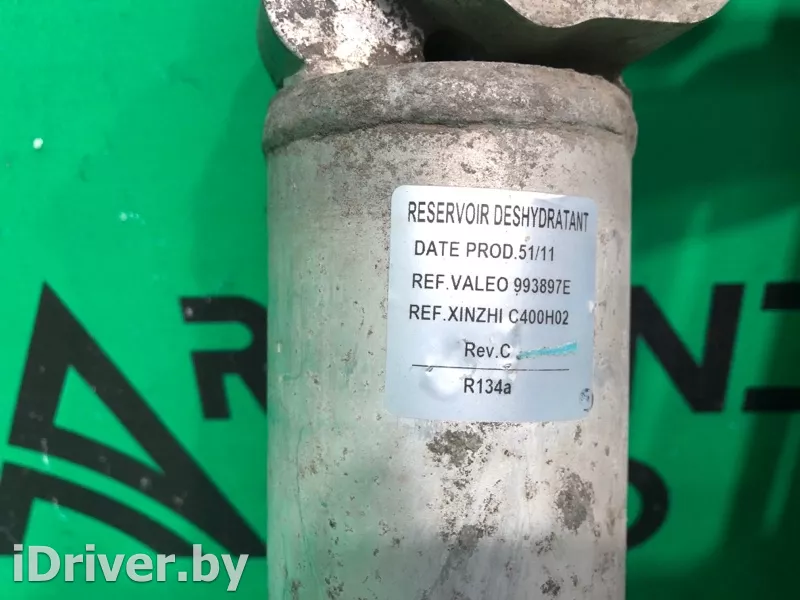 RESERVOIR DESHYDRATANT
DATE PROD.51/11
REF.VALEO 993897E
REF.XINZHI C400H02
Rev.C
R134a
iDriver.by